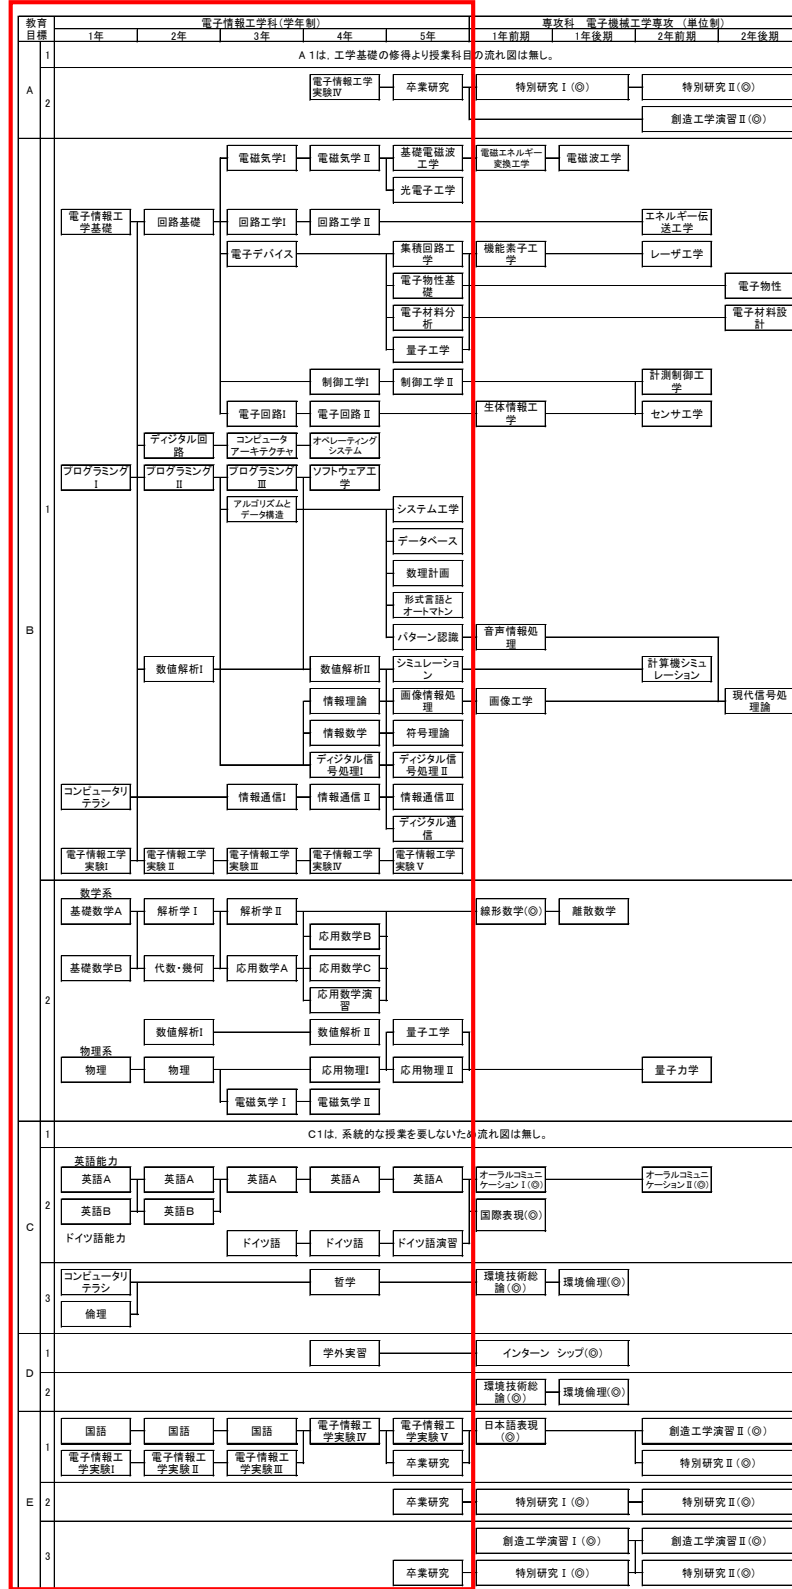 教育目標 電子情報工学科(学年制) 専攻科 電子機械工学専攻 (単位制)
1年 2年 3年 4年 5年 1年前期 1年後期 2年前期 2年後期
A
1 A1は，工学基礎の修得より授業科目の流れ図は無し。
2
電子情報工学実験Ⅳ 卒業研究 特別研究Ⅰ(◎) 特別研究Ⅱ(◎)
創造工学演習Ⅱ(◎)
B
1
電磁気学Ⅰ 電磁気学Ⅱ 基礎電磁波工学 電磁エネルギー変換工学 電磁波工学
光電子工学
電子情報工学基礎 回路基礎 回路工学Ⅰ 回路工学Ⅱ エネルギー伝送工学
電子デバイス 集積回路工学 機能素子工学 レーザ工学
電子物性基礎 電子物性
電子材料分析 電子材料設計
量子工学
制御工学Ⅰ 制御工学Ⅱ 計測制御工学
電子回路Ⅰ 電子回路Ⅱ 生体情報工学 センサ工学
ディジタル回路 コンピュータアーキテクチャ オペレーティングシステム
プログラミングⅠ プログラミングⅡ プログラミングⅢ ソフトウェア工学
アルゴリズムとデータ構造 システム工学
データベース
数理計画
形式言語とオートマトン
パターン認識 音声情報処理
数値解析Ⅰ 数値解析Ⅱ シミュレーション 計算機シミュレーション
情報理論 画像情報処理 画像工学 現代信号処理論
情報数学 符号理論
ディジタル信号処理Ⅰ ディジタル信号処理Ⅱ
コンピュータリテラシ 情報通信Ⅰ 情報通信Ⅱ 情報通信Ⅲ
ディジタル通信
電子情報工学実験Ⅰ 電子情報工学実験Ⅱ 電子情報工学実験Ⅲ 電子情報工学実験Ⅳ 電子情報工学実験Ⅴ
2
数学系
基礎数学A 解析学Ⅰ 解析学Ⅱ 線形数学(◎) 離散数学
応用数学B
基礎数学B 代数・幾何 応用数学A 応用数学C
応用数学演習
数値解析Ⅰ 数値解析Ⅱ 量子工学
物理系
物理 物理 応用物理Ⅰ 応用物理Ⅱ 量子力学
電磁気学Ⅰ 電磁気学Ⅱ
C
1 C1は，系統的な授業を要しないため流れ図は無し。
2
英語能力
英語A 英語A 英語A 英語A 英語A オーラルコミュニケーションⅠ(◎) オーラルコミュニケーションⅡ(◎)
英語B 英語B 国際表現(◎)
ドイツ語能力 ドイツ語 ドイツ語 ドイツ語演習
3
コンピュータリテラシ 哲学 環境技術総論(◎) 環境倫理(◎)
倫理
D
1 学外実習 インターン シップ(◎)
2 環境技術総論(◎) 環境倫理(◎)
E
1
国語 国語 国語 電子情報工学実験Ⅳ 電子情報工学実験Ⅴ 日本語表現(◎) 創造工学演習Ⅱ(◎)
電子情報工学実験Ⅰ 電子情報工学実験Ⅱ 電子情報工学実験Ⅲ 卒業研究 特別研究Ⅱ(◎)
2 卒業研究 特別研究Ⅰ(◎) 特別研究Ⅱ(◎)
3
創造工学演習Ⅰ(◎) 創造工学演習Ⅱ(◎)
卒業研究 特別研究Ⅰ(◎) 特別研究Ⅱ(◎)